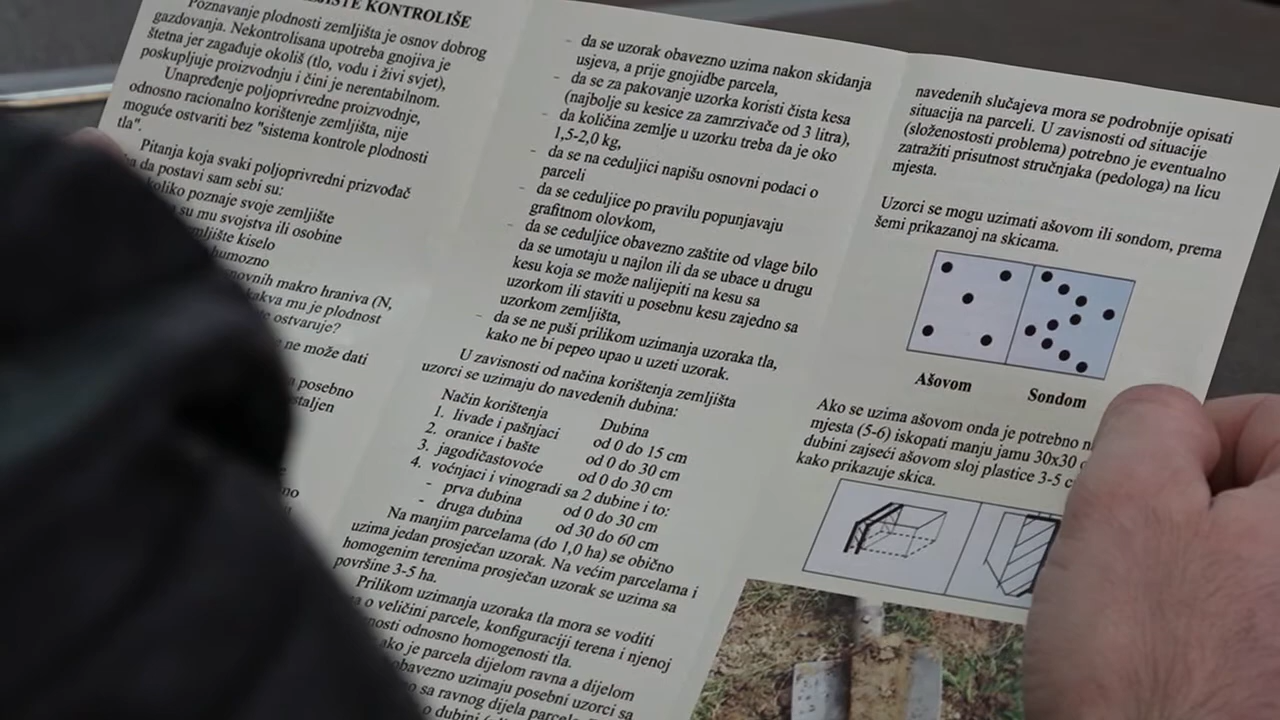 KONTROLIŠE
Poznavanje plodnosti zemljišta je osnov dobrog
gazdovanja. Nekontrolisana upotreba gnojiva je
štetna jer zagađuje okoliš (tlo, vodu i živi svjet),
poskupljuje proizvodnju i čini je nerentabilnom.
Unapređenje poljoprivredne proizvodnje,
odnosno racionalno korištenje zemljišta, nije
moguće ostvariti bez "sistema kontrole plodnosti
tla".
Pitanja koja svaki poljoprivredni prizvođač
da postavi sam sebi su:
koliko poznaje svoje zemljište
su mu svojstva ili osobine
kiselo
humozno
makro hraniva (N,
kakva mu je plodnost
ostvaruje?
ne može dati
posebno
- da se uzorak obavezno uzima nakon skidanja
usjeva, a prije gnojidbe parcela,
- da se za pakovanje uzorka koristi čista kesa
(najbolje su kesice za zamrzivače od 3 litra),
- da količina zemlje u uzorku treba da je oko
1,5-2,0 kg,
- da se na ceduljici napišu osnovni podaci o
parceli
- da se ceduljice po pravilu popunjavaju
grafitnom olovkom,
- da se ceduljice obavezno zaštite od vlage bilo
da se umotaju u najlon ili da se ubace u drugu
kesu koja se može nalijepiti na kesu sa
uzorkom ili staviti u posebnu kesu zajedno sa
uzorkom zemljišta,
- da se ne puši prilikom uzimanja uzoraka tla,
kako ne bi pepeo upao u uzeti uzorak.
U zavisnosti od načina korištenja zemljišta
uzorci se uzimaju do navedenih dubina:
Način korištenja Dubina
1. livade i pašnjaci od 0 do 15 cm
2. oranice i bašte od 0 do 30 cm
3. jagodičastovoće od 0 do 30 cm
4. voćnjaci i vinogradi sa 2 dubine i to:
- prva dubina od 0 do 30 cm
- druga dubina od 30 do 60 cm
Na manjim parcelama (do 1,0 ha) se obično
uzima jedan prosječan uzorak. Na većim parcelama i
homogenim terenima prosječan uzorak se uzima sa
površine 3-5 ha.
Prilikom uzimanja uzoraka tla mora se voditi
o veličini parcele, konfiguraciji terena i njenoj
odnosno homogenosti tla.
ako je parcela dijelom ravna a dijelom
obavezno uzimaju posebni uzorci sa
sa ravnog dijela
o dubini
navedenih slučajeva mora se podrobnije opisati
situacija na parceli. U zavisnosti od situacije
(složenostosti problema) potrebno je eventualno
zatražiti prisutnost stručnjaka (pedologa) na licu
mjesta.
Uzorci se mogu uzimati ašovom ili sondom, prema
šemi prikazanoj na skicama.
Ašovom Sondom
Ako se uzima ašovom onda je potrebno
mjesta (5-6) iskopati manju jamu 30x30
dubini zajseći ašovom sloj plastice 3-5
kako prikazuje skica.